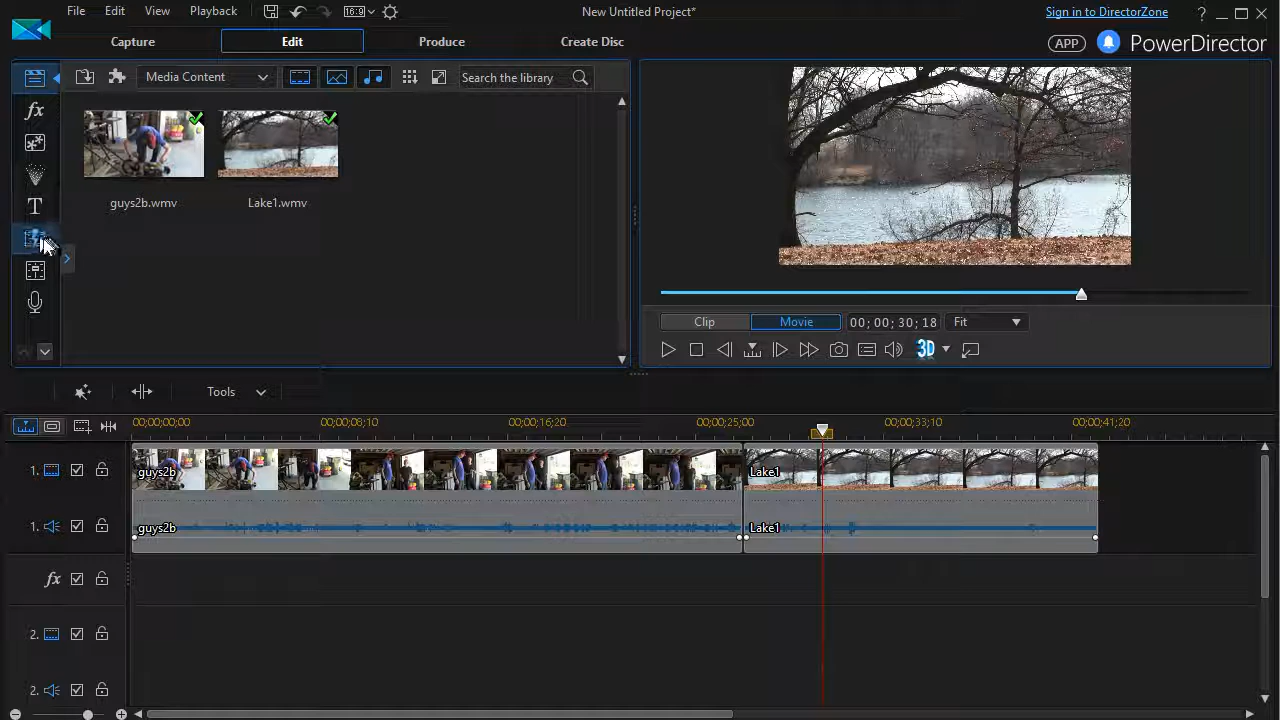 File Edit View Playback 16:9 New Untitled Project* Sign in to DirectorZone ?
Capture Edit Produce Create Disc APP PowerDirector
Media Content Search the library
fx
guys2b.wmv Lake1.wmv
T
Clip Movie 00; 00; 30; 18 Fit
3D
Tools
00;00;00;00 00;00;08;10 00;00;16;20 00;00;25;00 00;00;33;10 00;00;41;20
1. guys2b Lake1
1. guys2b Lake1
fx
2.
2.